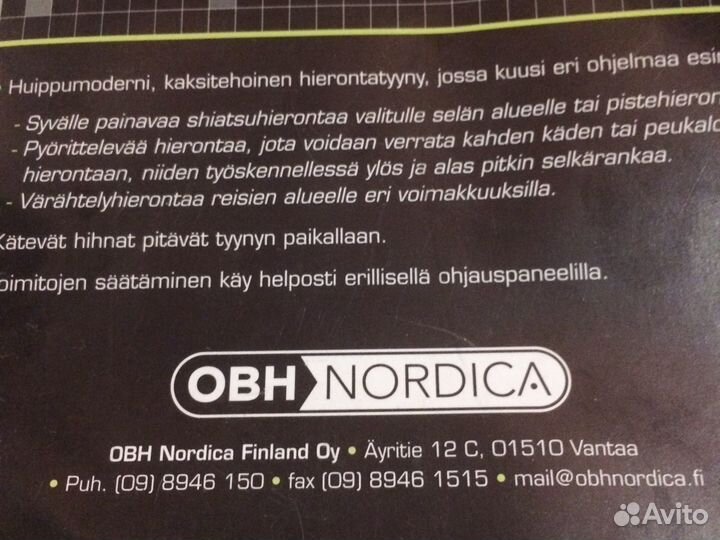 • Huippumoderni, kaksitehoinen hierontatyyny, jossa kuusi eri ohjelmaa esim
- Syvälle painavaa shiatsuhierontaa valitulle selän alueelle tai pistehieron
- Pyörittelevää hierontaa, jota voidaan verrata kahden käden tai peukalo
hierontaan, niiden työskennellessä ylös ja alas pitkin selkärankaa.
- Värähtelyhierontaa reisien alueelle eri voimakkuuksilla.
Kätevät hihnat pitävät tyynyn paikallaan.
oimitojen säätäminen käy helposti erillisellä ohjauspaneelilla.
OBH NORDICA
OBH Nordica Finland Oy • Äyritie 12 C, 01510 Vantaa
• Puh. (09) 8946 150 • fax (09) 8946 1515 • mail@obhnordica.fi
Avito